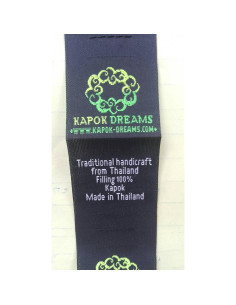 KAPOK DREAMS
•WWW.KAPOK-DREAMS.COM•
Traditional handicraft
from Thailand
Filling 100%
Kapok
Made in Thailand